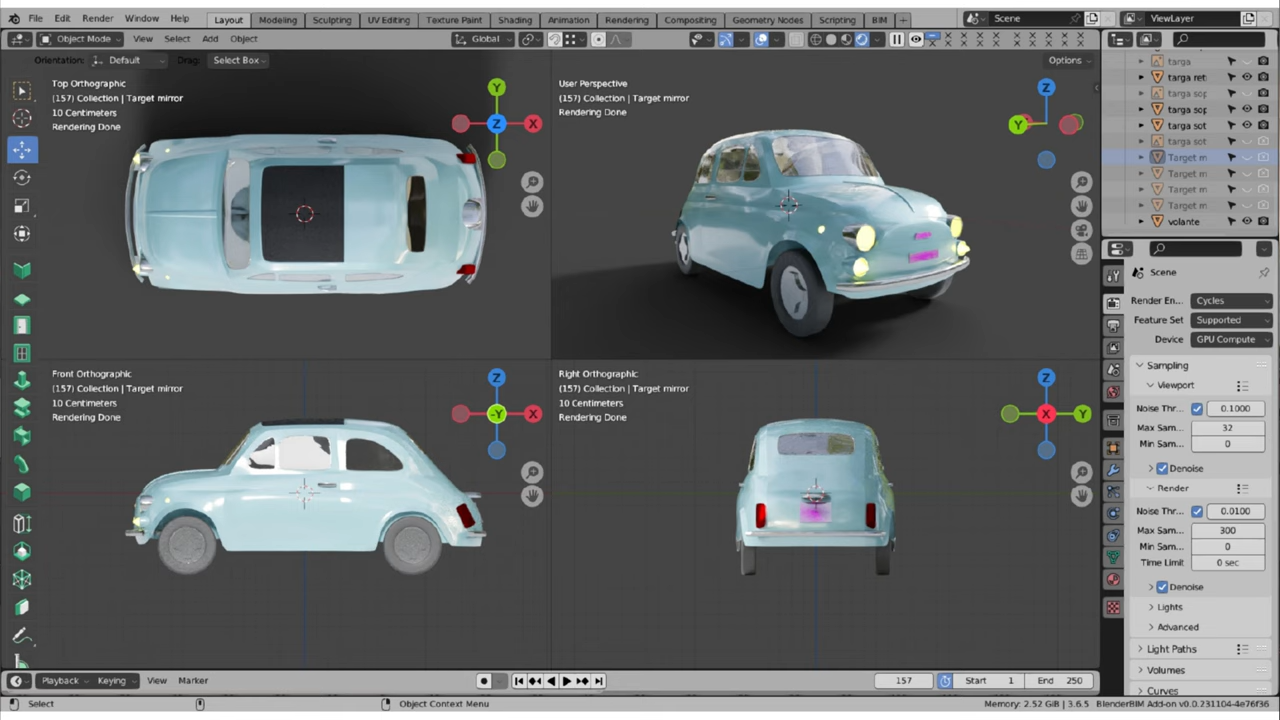 File Edit Render Window Help Layout Modeling Sculpting UV Editing Texture Paint Shading Animation Rendering Compositing Geometry Nodes Scripting BIM + Scene ViewLayer
Object Mode View Select Add Object Global
Orientation: Default Drag: Select Box Options
Top Orthographic
(157) Collection | Target mirror
10 Centimeters
Rendering Done
Y
Z
X
User Perspective
(157) Collection | Target mirror
10 Centimeters
Rendering Done
Z
Y
Front Orthographic
(157) Collection | Target mirror
10 Centimeters
Rendering Done
Z
-Y
X
Right Orthographic
(157) Collection | Target mirror
10 Centimeters
Rendering Done
Z
X
Y
targa
targa ret
targa sop
targa sop
targa sot
targa sot
Target m
Target m
Target m
Target m
volante
Scene
Render En... Cycles
Feature Set Supported
Device GPU Compute
Sampling
Viewport
Noise Thr... 0.1000
Max Sam... 32
Min Sam... 0
Denoise
Render
Noise Thr... 0.0100
Max Sam... 300
Min Sam... 0
Time Limit 0 sec
Denoise
Lights
Advanced
Light Paths
Volumes
Curves
Playback Keying View Marker 157 Start 1 End 250
Select Object Context Menu Memory: 2.52 GiB | 3.6.5 BlenderBIM Add-on v0.0.231104-4e76f36